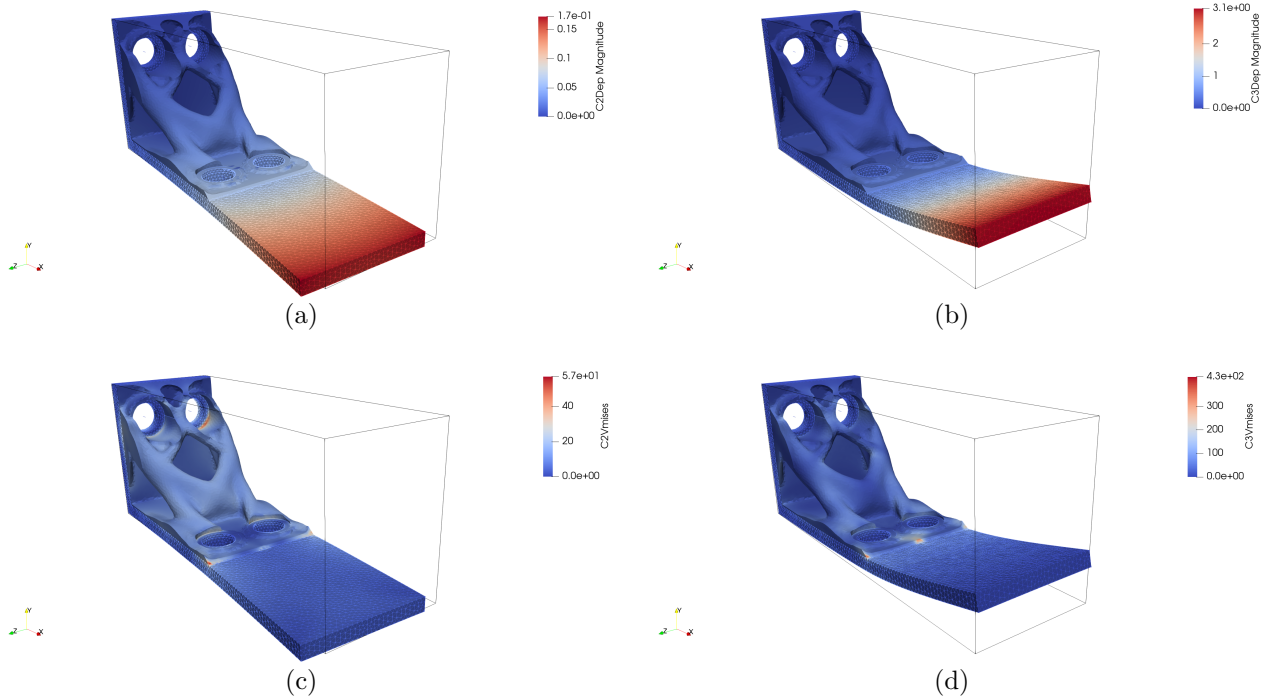 1.7e-01
0.15
0.1
0.05
0.0e+00
C2Dep Magnitude
Y
Z
X
(a)
3.1e+00
2
1
0.0e+00
C3Dep Magnitude
Y
Z
X
(b)
5.7e+01
40
20
0.0e+00
C2Vmises
Y
Z
X
(c)
4.3e+02
300
200
100
0.0e+00
C3Vmises
Y
Z
X
(d)